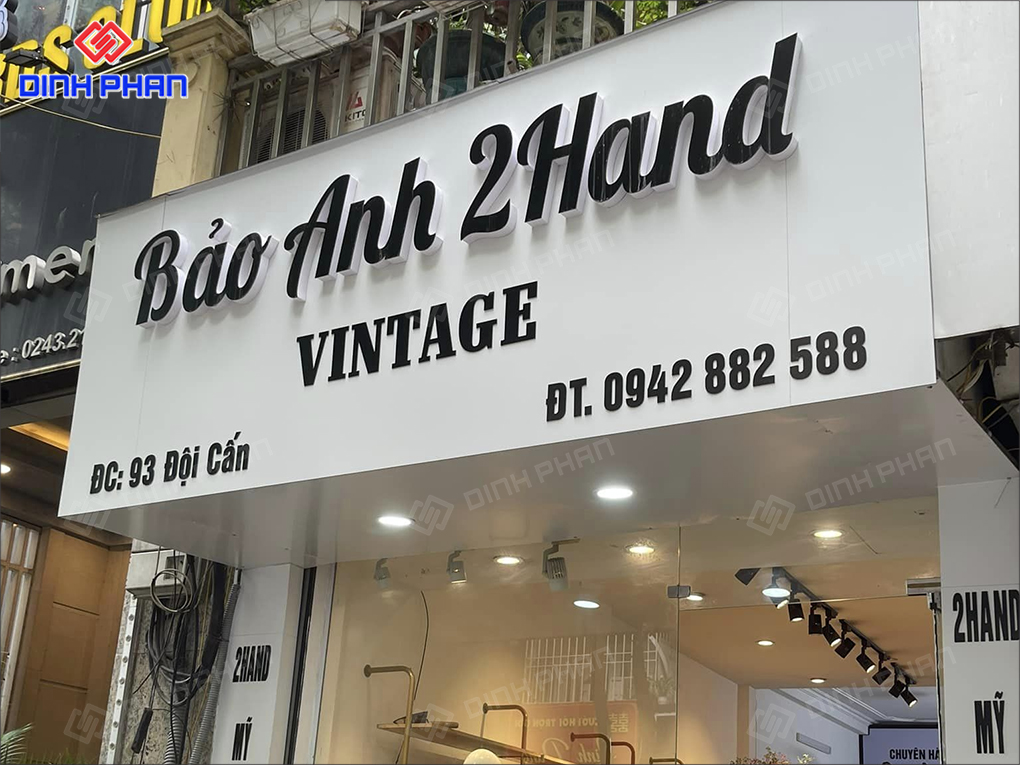 DINH PHAN
Bảo Anh 2Hand
VINTAGE
ĐT. 0942 882 588
ĐC: 93 Đội Cấn
2HAND
MỸ
2HAND
MỸ